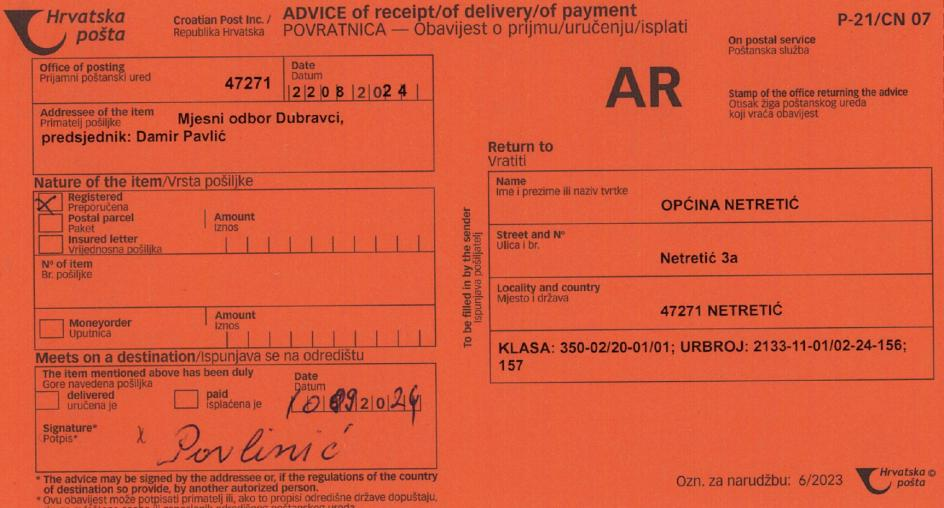 Hrvatska
pošta
Croatian Post Inc. /
Republika Hrvatska
ADVICE of receipt/of delivery/of payment
POVRATNICA — Obavijest o prijmu/uručenju/isplati
P-21/CN 07
On postal service
Poštanska služba
AR
Stamp of the office returning the advice
Otisak žiga poštanskog ureda
koji vraća obavijest
Office of posting
Prijamni poštanski ured
47271
Date
Datum
22 08 2024
Addressee of the item
Primatelj pošiljke
Mjesni odbor Dubravci,
predsjednik: Damir Pavlić
Nature of the item/Vrsta pošiljke
X Registered
Preporučena
Postal parcel
Paket
Amount
Iznos
Insured letter
Vrijednosna pošiljka
Nº of item
Br. pošiljke
Moneyorder
Uputnica
Amount
Iznos
Meets on a destination/Ispunjava se na odredištu
The item mentioned above has been duly
Gore navedena pošiljka
delivered
uručena je
paid
isplaćena je
Date
Datum
10 09 2024
Signature*
Potpis*
x Povlinić
* The advice may be signed by the addressee or, if the regulations of the country
of destination so provide, by another autorized person.
* Ovu obavijest može potpisati primatelj ili, ako to propisi odredišne države dopuštaju,
To be filled in by the sender
Ispunjava pošiljatelj
Return to
Vratiti
Name
Ime i prezime ili naziv tvrtke
OPĆINA NETRETIĆ
Street and Nº
Ulica i br.
Netretić 3a
Locality and country
Mjesto i država
47271 NETRETIĆ
KLASA: 350-02/20-01/01; URBROJ: 2133-11-01/02-24-156;
157
Ozn. za narudžbu: 6/2023
Hrvatska ©
pošta